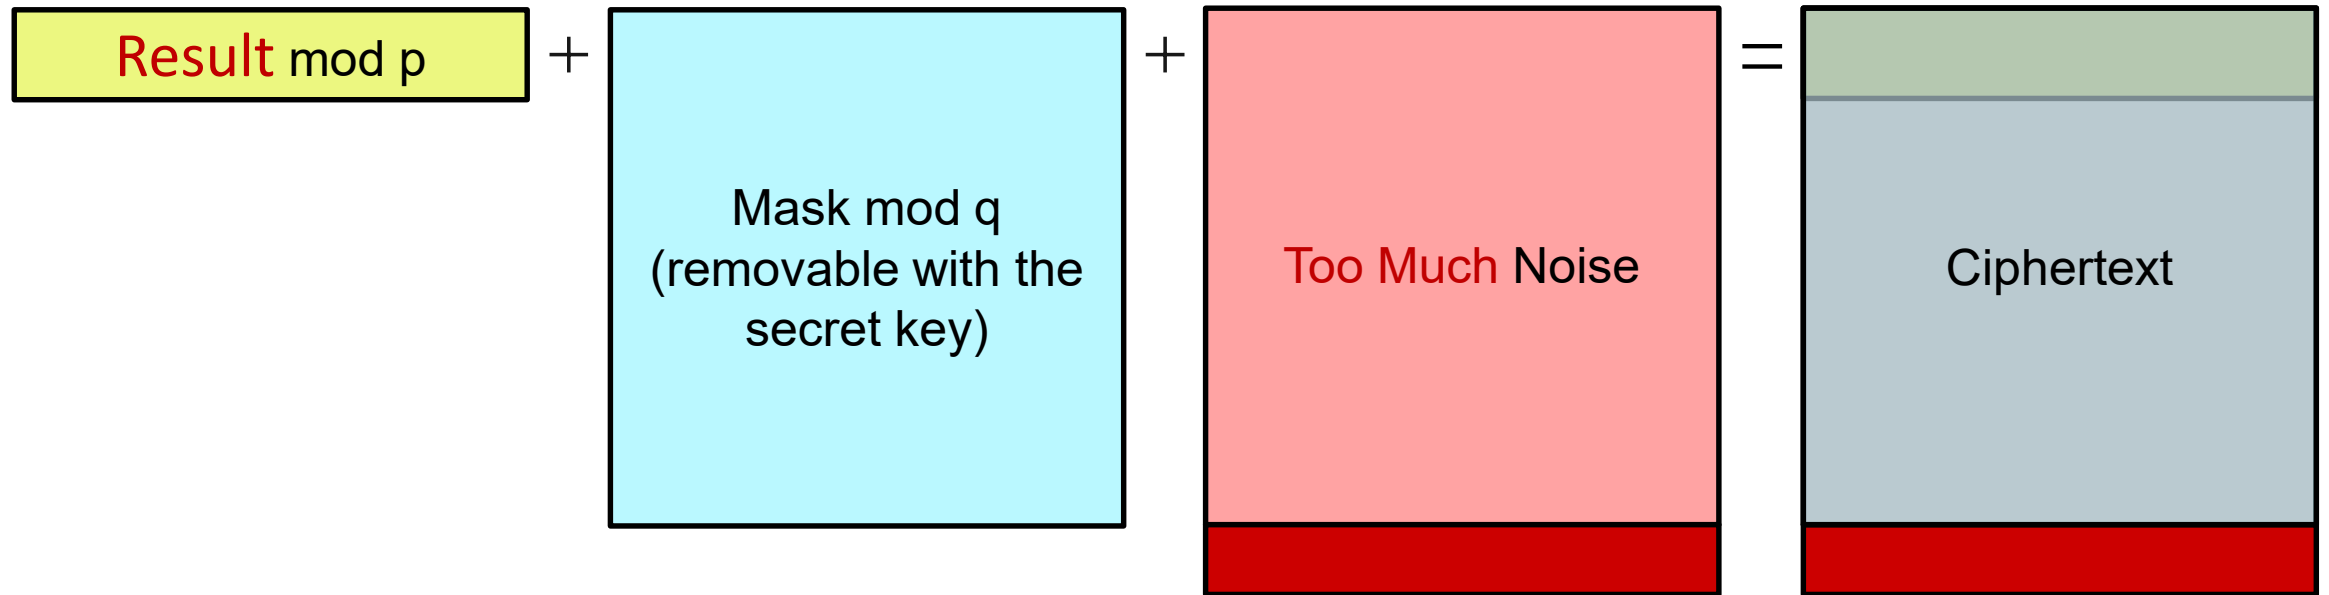 Result mod p
+
+
=
Mask mod q
(removable with the
secret key)
Too Much Noise
Ciphertext